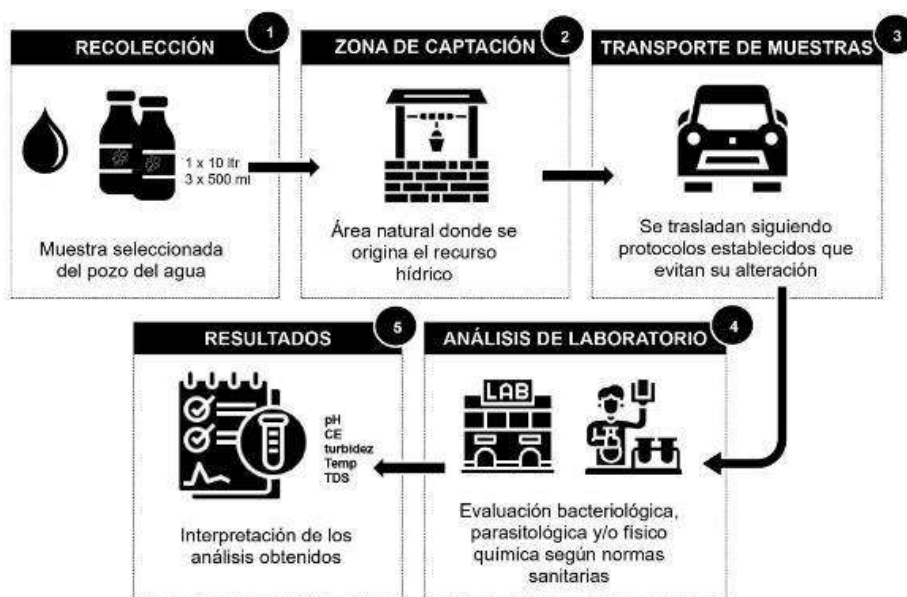 RECOLECCIÓN
1
1 x 10 ltr
3 x 500 ml
Muestra seleccionada
del pozo del agua
ZONA DE CAPTACIÓN
2
Área natural donde se
origina el recurso
hídrico
TRANSPORTE DE MUESTRAS
3
Se trasladan siguiendo
protocolos establecidos que
evitan su alteración
ANÁLISIS DE LABORATORIO
4
LAB
Evaluación bacteriológica,
parasitológica y/o físico
química según normas
sanitarias
RESULTADOS
5
pH
CE
turbidez
Temp
TDS
Interpretación de los
análisis obtenidos